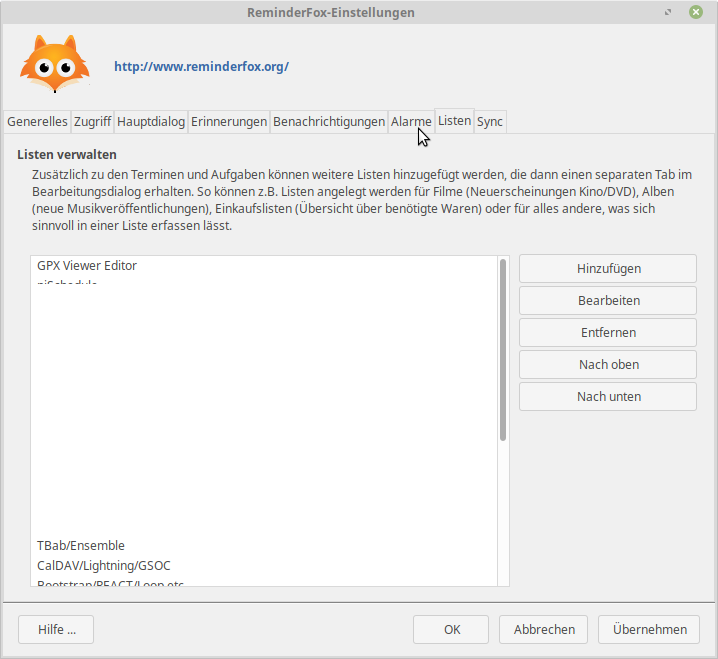 ReminderFox-Einstellungen
http://www.reminderfox.org/
Generelles Zugriff Hauptdialog Erinnerungen Benachrichtigungen Alarme Listen Sync
Listen verwalten
Zusätzlich zu den Terminen und Aufgaben können weitere Listen hinzugefügt werden, die dann einen separaten Tab im
Bearbeitungsdialog erhalten. So können z.B. Listen angelegt werden für Filme (Neuerscheinungen Kino/DVD), Alben
(neue Musikveröffentlichungen), Einkaufslisten (Übersicht über benötigte Waren) oder für alles andere, was sich
sinnvoll in einer Liste erfassen lässt.
GPX Viewer Editor
TBab/Ensemble
CalDAV/Lightning/GSOC
Bootstrap/REACT/Loop etc
Hinzufügen
Bearbeiten
Entfernen
Nach oben
Nach unten
Hilfe ...
OK
Abbrechen
Übernehmen